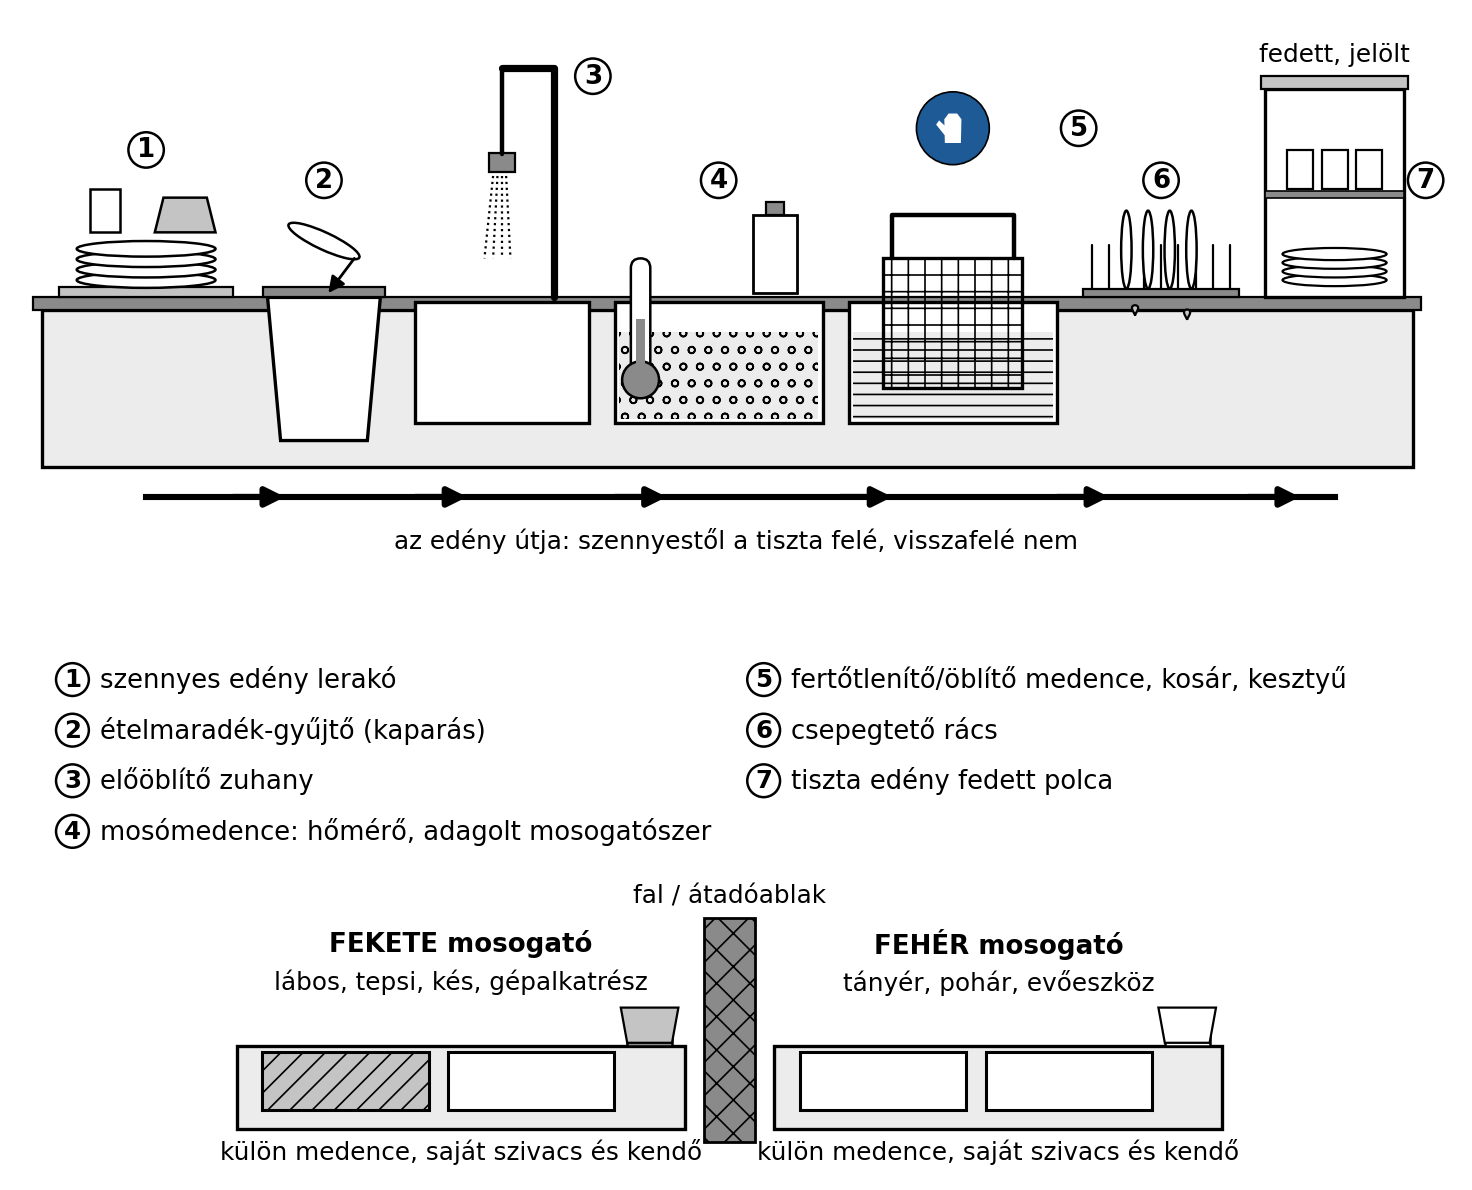 fedett, jelölt
3
1
2
4
5
6
7
az edény útja: szennyestől a tiszta felé, visszafelé nem
1 szennyes edény lerakó
2 ételmaradék-gyűjtő (kaparás)
3 előöblítő zuhany
4 mosómedence: hőmérő, adagolt mosogatószer
5 fertőtlenítő/öblítő medence, kosár, kesztyű
6 csepegtető rács
7 tiszta edény fedett polca
fal / átadóablak
FEKETE mosogató
lábos, tepsi, kés, gépalkatrész
külön medence, saját szivacs és kendő
FEHÉR mosogató
tányér, pohár, evőeszköz
külön medence, saját szivacs és kendő